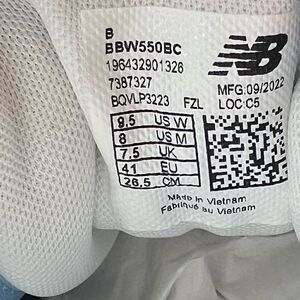 B
BBW550BC
196432901326
7387327
BQVLP3223 FZL
NB
MFG:09/2022
LOC:C5
9.5 US W
8 US M
7.5 UK
41 EU
26.5 CM
Made in Vietnam
Fabriqué au Vietnam